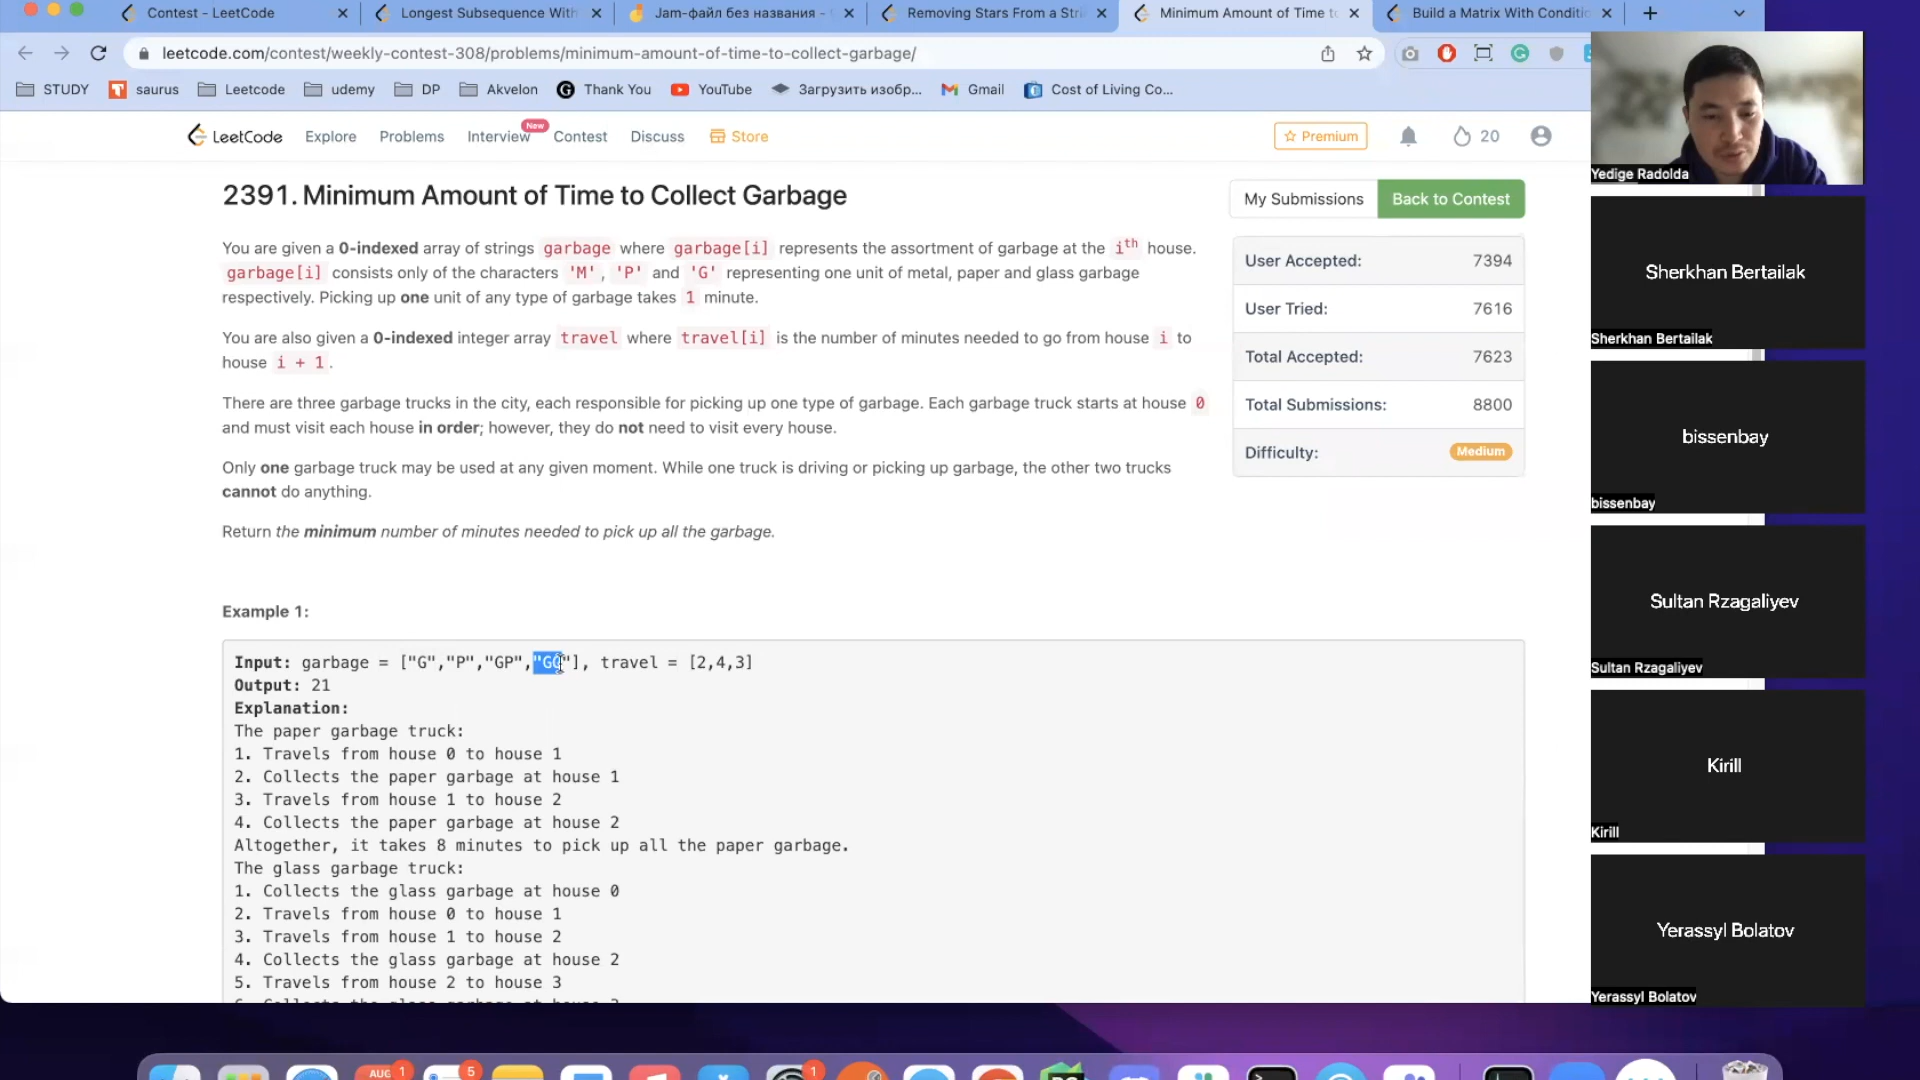 Contest - LeetCode
Longest Subsequence With
Jam-файл без названия -
Removing Stars From a Stri
Minimum Amount of Time to
Build a Matrix With Conditio
leetcode.com/contest/weekly-contest-308/problems/minimum-amount-of-time-to-collect-garbage/
STUDY saurus Leetcode udemy DP Akvelon Thank You YouTube Загрузить изобр... Gmail Cost of Living Co...
LeetCode Explore Problems Interview New Contest Discuss Store Premium 20
2391. Minimum Amount of Time to Collect Garbage
My Submissions Back to Contest
You are given a 0-indexed array of strings garbage where garbage[i] represents the assortment of garbage at the ith house.
garbage[i] consists only of the characters 'M', 'P' and 'G' representing one unit of metal, paper and glass garbage
respectively. Picking up one unit of any type of garbage takes 1 minute.
You are also given a 0-indexed integer array travel where travel[i] is the number of minutes needed to go from house i to
house i + 1.
There are three garbage trucks in the city, each responsible for picking up one type of garbage. Each garbage truck starts at house 0
and must visit each house in order; however, they do not need to visit every house.
Only one garbage truck may be used at any given moment. While one truck is driving or picking up garbage, the other two trucks
cannot do anything.
Return the minimum number of minutes needed to pick up all the garbage.
User Accepted: 7394
User Tried: 7616
Total Accepted: 7623
Total Submissions: 8800
Difficulty: Medium
Example 1:
Input: garbage = ["G","P","GP","GG"], travel = [2,4,3]
Output: 21
Explanation:
The paper garbage truck:
1. Travels from house 0 to house 1
2. Collects the paper garbage at house 1
3. Travels from house 1 to house 2
4. Collects the paper garbage at house 2
Altogether, it takes 8 minutes to pick up all the paper garbage.
The glass garbage truck:
1. Collects the glass garbage at house 0
2. Travels from house 0 to house 1
3. Travels from house 1 to house 2
4. Collects the glass garbage at house 2
5. Travels from house 2 to house 3
Yedige Radolda
Sherkhan Bertailak
Sherkhan Bertailak
bissenbay
bissenbay
Sultan Rzagaliyev
Sultan Rzagaliyev
Kirill
Kirill
Yerassyl Bolatov
Yerassyl Bolatov
AUG 1 5 1